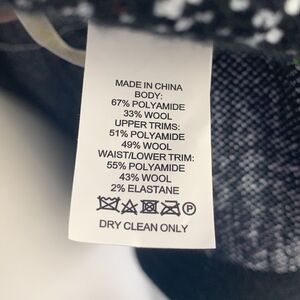 MADE IN CHINA
BODY:
67% POLYAMIDE
33% WOOL
UPPER TRIMS:
51% POLYAMIDE
49% WOOL
WAIST/LOWER TRIM:
55% POLYAMIDE
43% WOOL
2% ELASTANE
P
DRY CLEAN ONLY